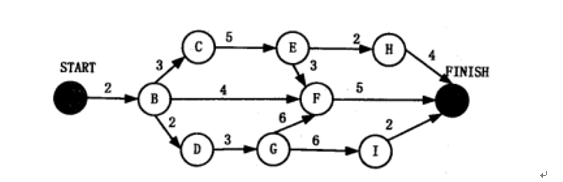 5 2
C E H
3 3 4
START FINISH
2 B 4 F 5
2 6 2
D 3 G 6 I